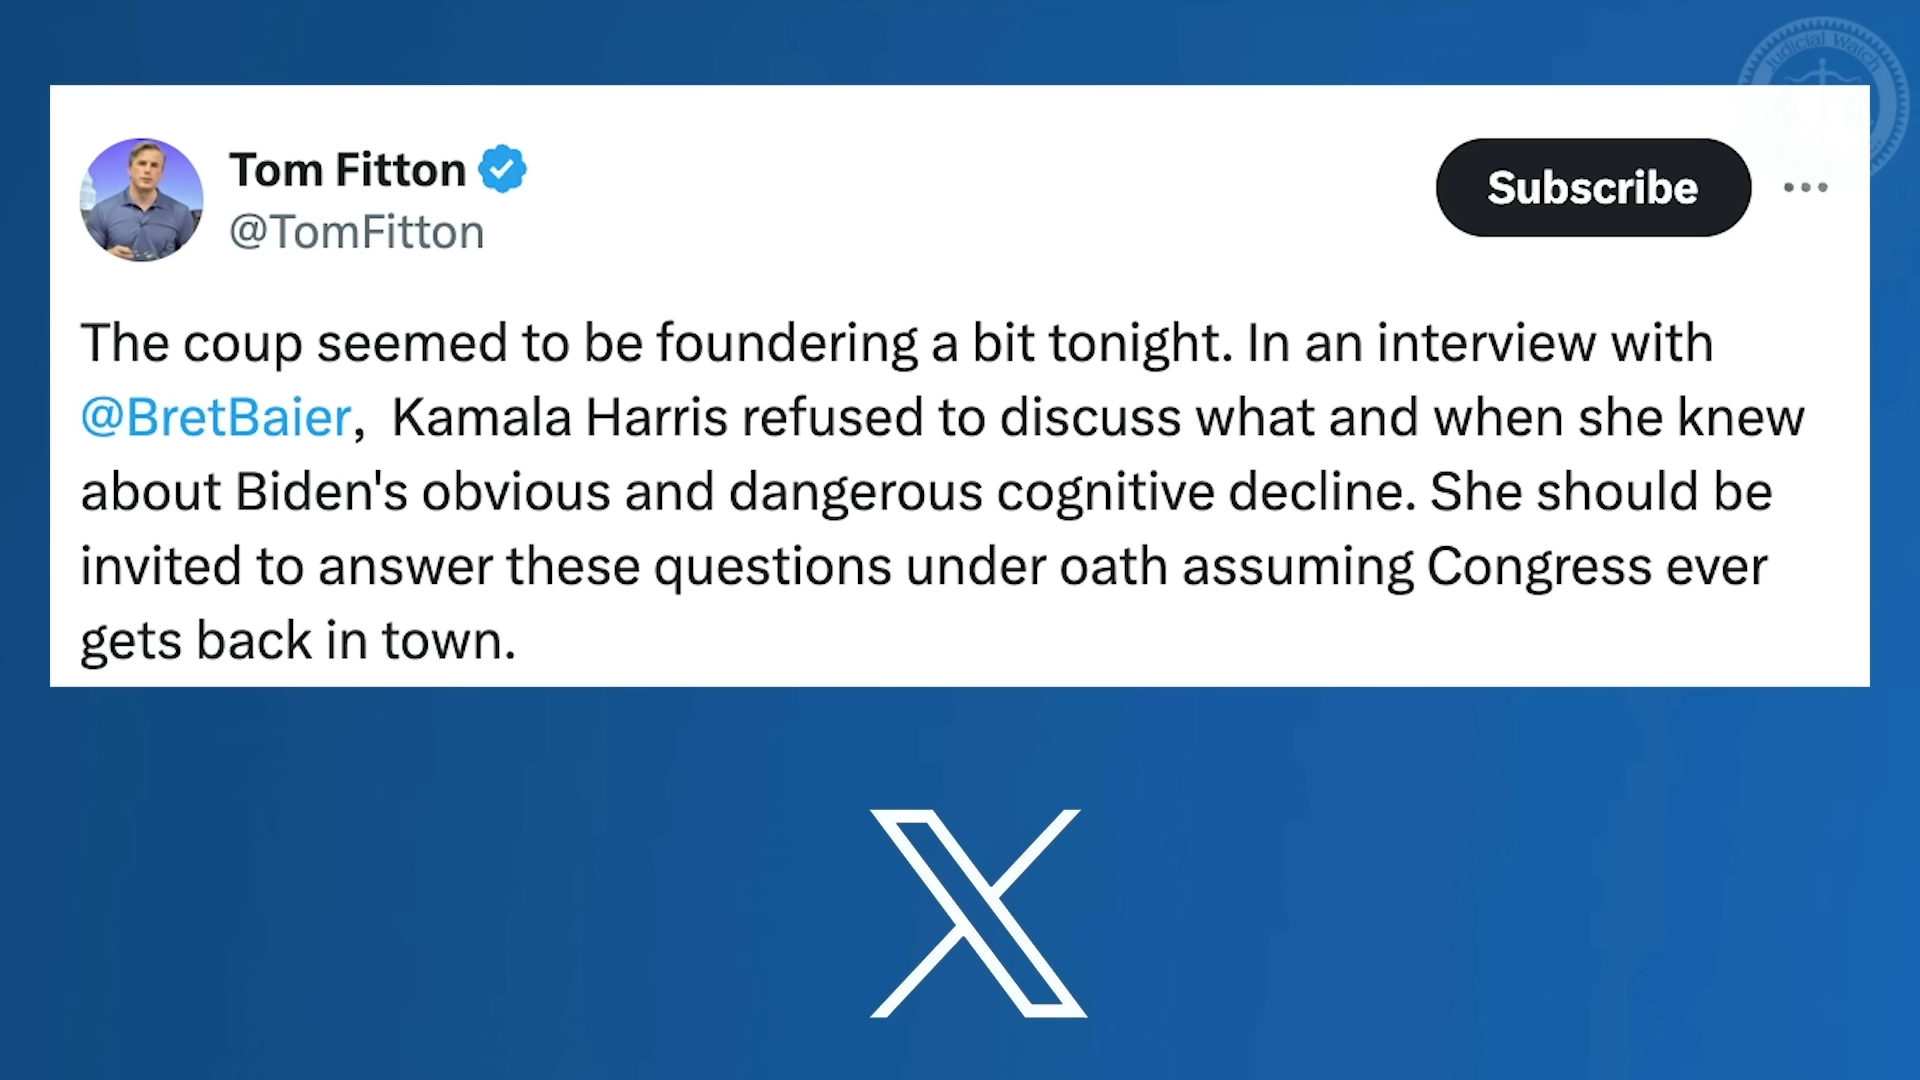 Judicial Watch
Tom Fitton
@TomFitton
Subscribe
The coup seemed to be foundering a bit tonight. In an interview with
@BretBaier,  Kamala Harris refused to discuss what and when she knew
about Biden's obvious and dangerous cognitive decline. She should be
invited to answer these questions under oath assuming Congress ever
gets back in town.